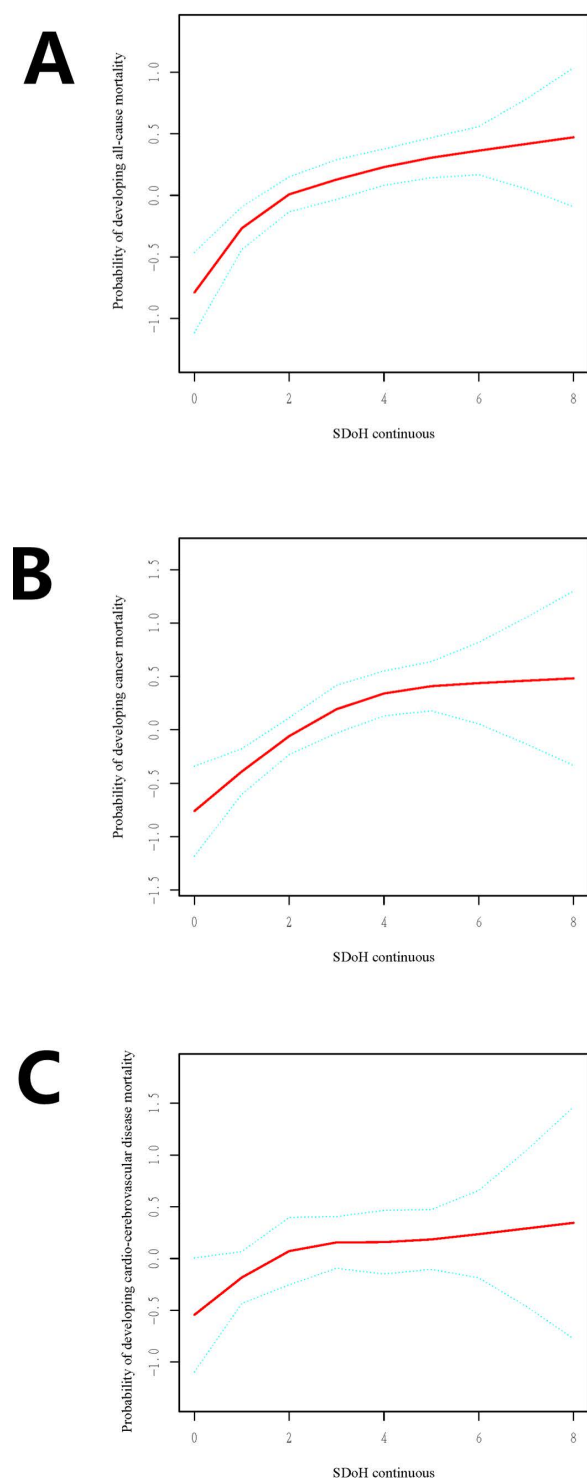 A
Probability of developing all-cause mortality
1.0
0.5
0.0
-0.5
-1.0
0 2 4 6 8
SDoH continuous
B
Probability of developing cancer mortality
1.5
1.0
0.5
0.0
-0.5
-1.0
-1.5
0 2 4 6 8
SDoH continuous
C
Probability of developing cardio-cerebrovascular disease mortality
1.5
1.0
0.5
0.0
-0.5
-1.0
0 2 4 6 8
SDoH continuous